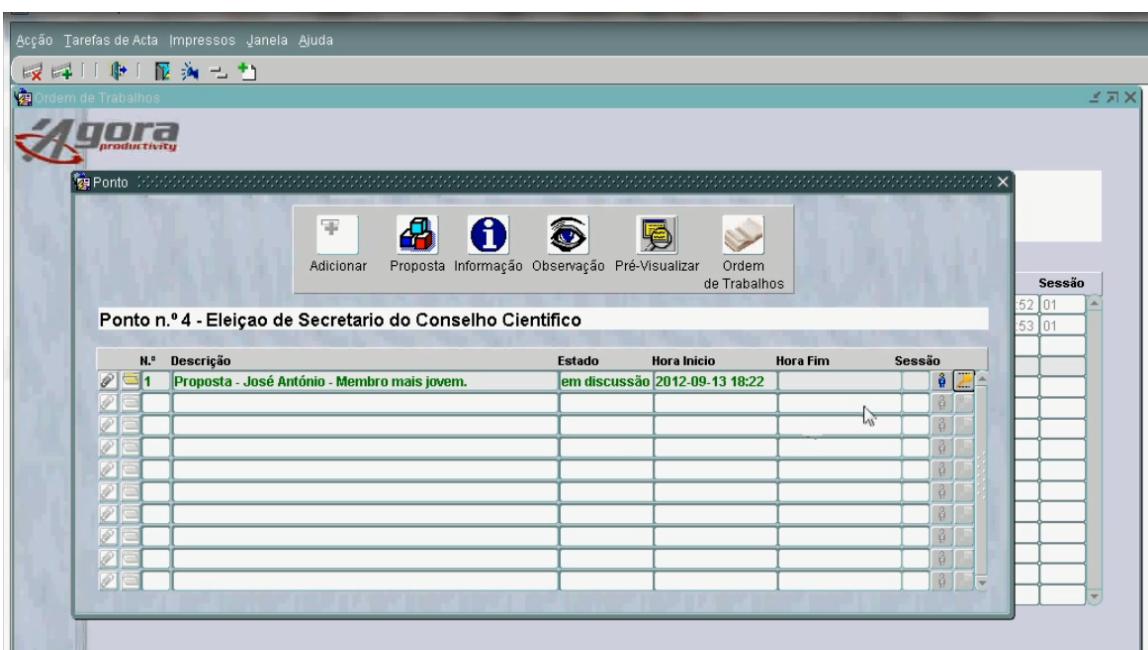 Acção Tarefas de Acta Impressos Janela Ajuda
Ordem de Trabalhos
Agora
productivity
Ponto
Adicionar Proposta Informação Observação Pré-Visualizar Ordem
de Trabalhos
Sessão
:52 01
:53 01
Ponto n.º 4 - Eleiçao de Secretario do Conselho Cientifico
N.º Descrição Estado Hora Inicio Hora Fim Sessão
1 Proposta - José António - Membro mais jovem. em discussão 2012-09-13 18:22